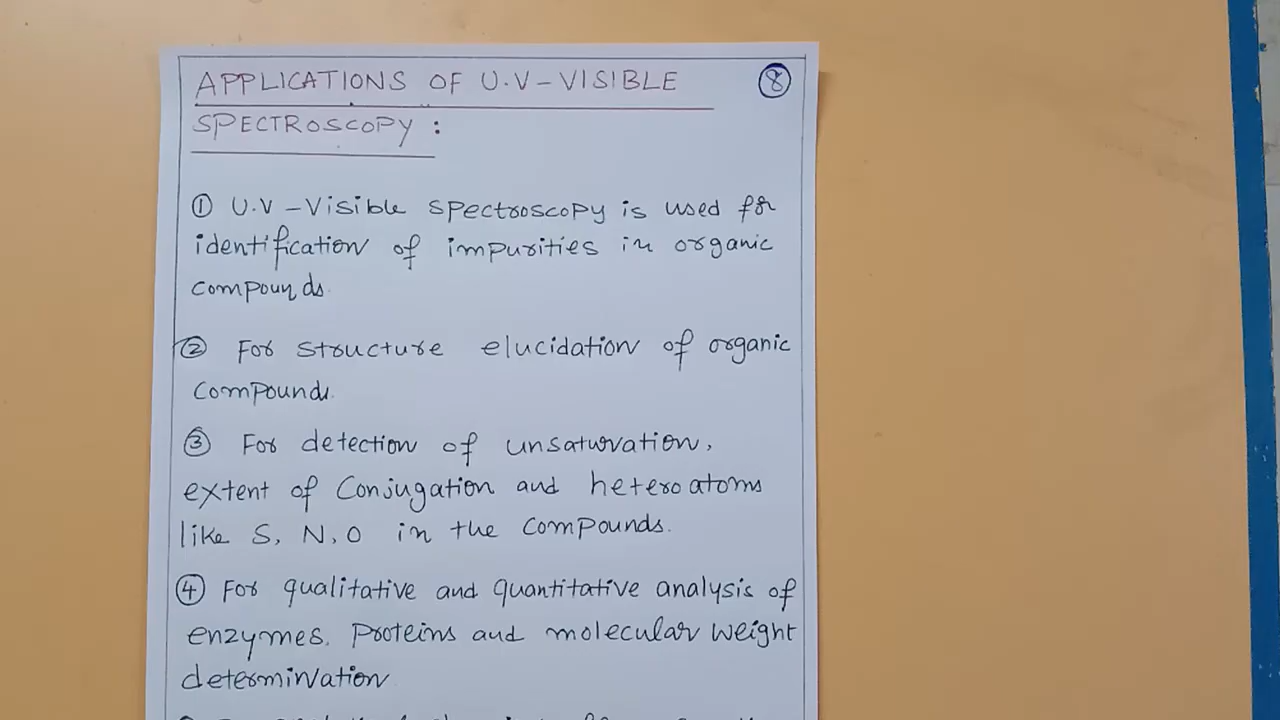 APPLICATIONS OF U.V-VISIBLE
8
SPECTROSCOPY :
① U.V-Visible spectroscopy is used for
identification of impurities in organic
compounds.
② For structure elucidation of organic
compounds.
③ For detection of unsaturation,
extent of Conjugation and heteroatoms
like S, N, O in the compounds.
④ For qualitative and quantitative analysis of
enzymes, Proteins and molecular weight
determination